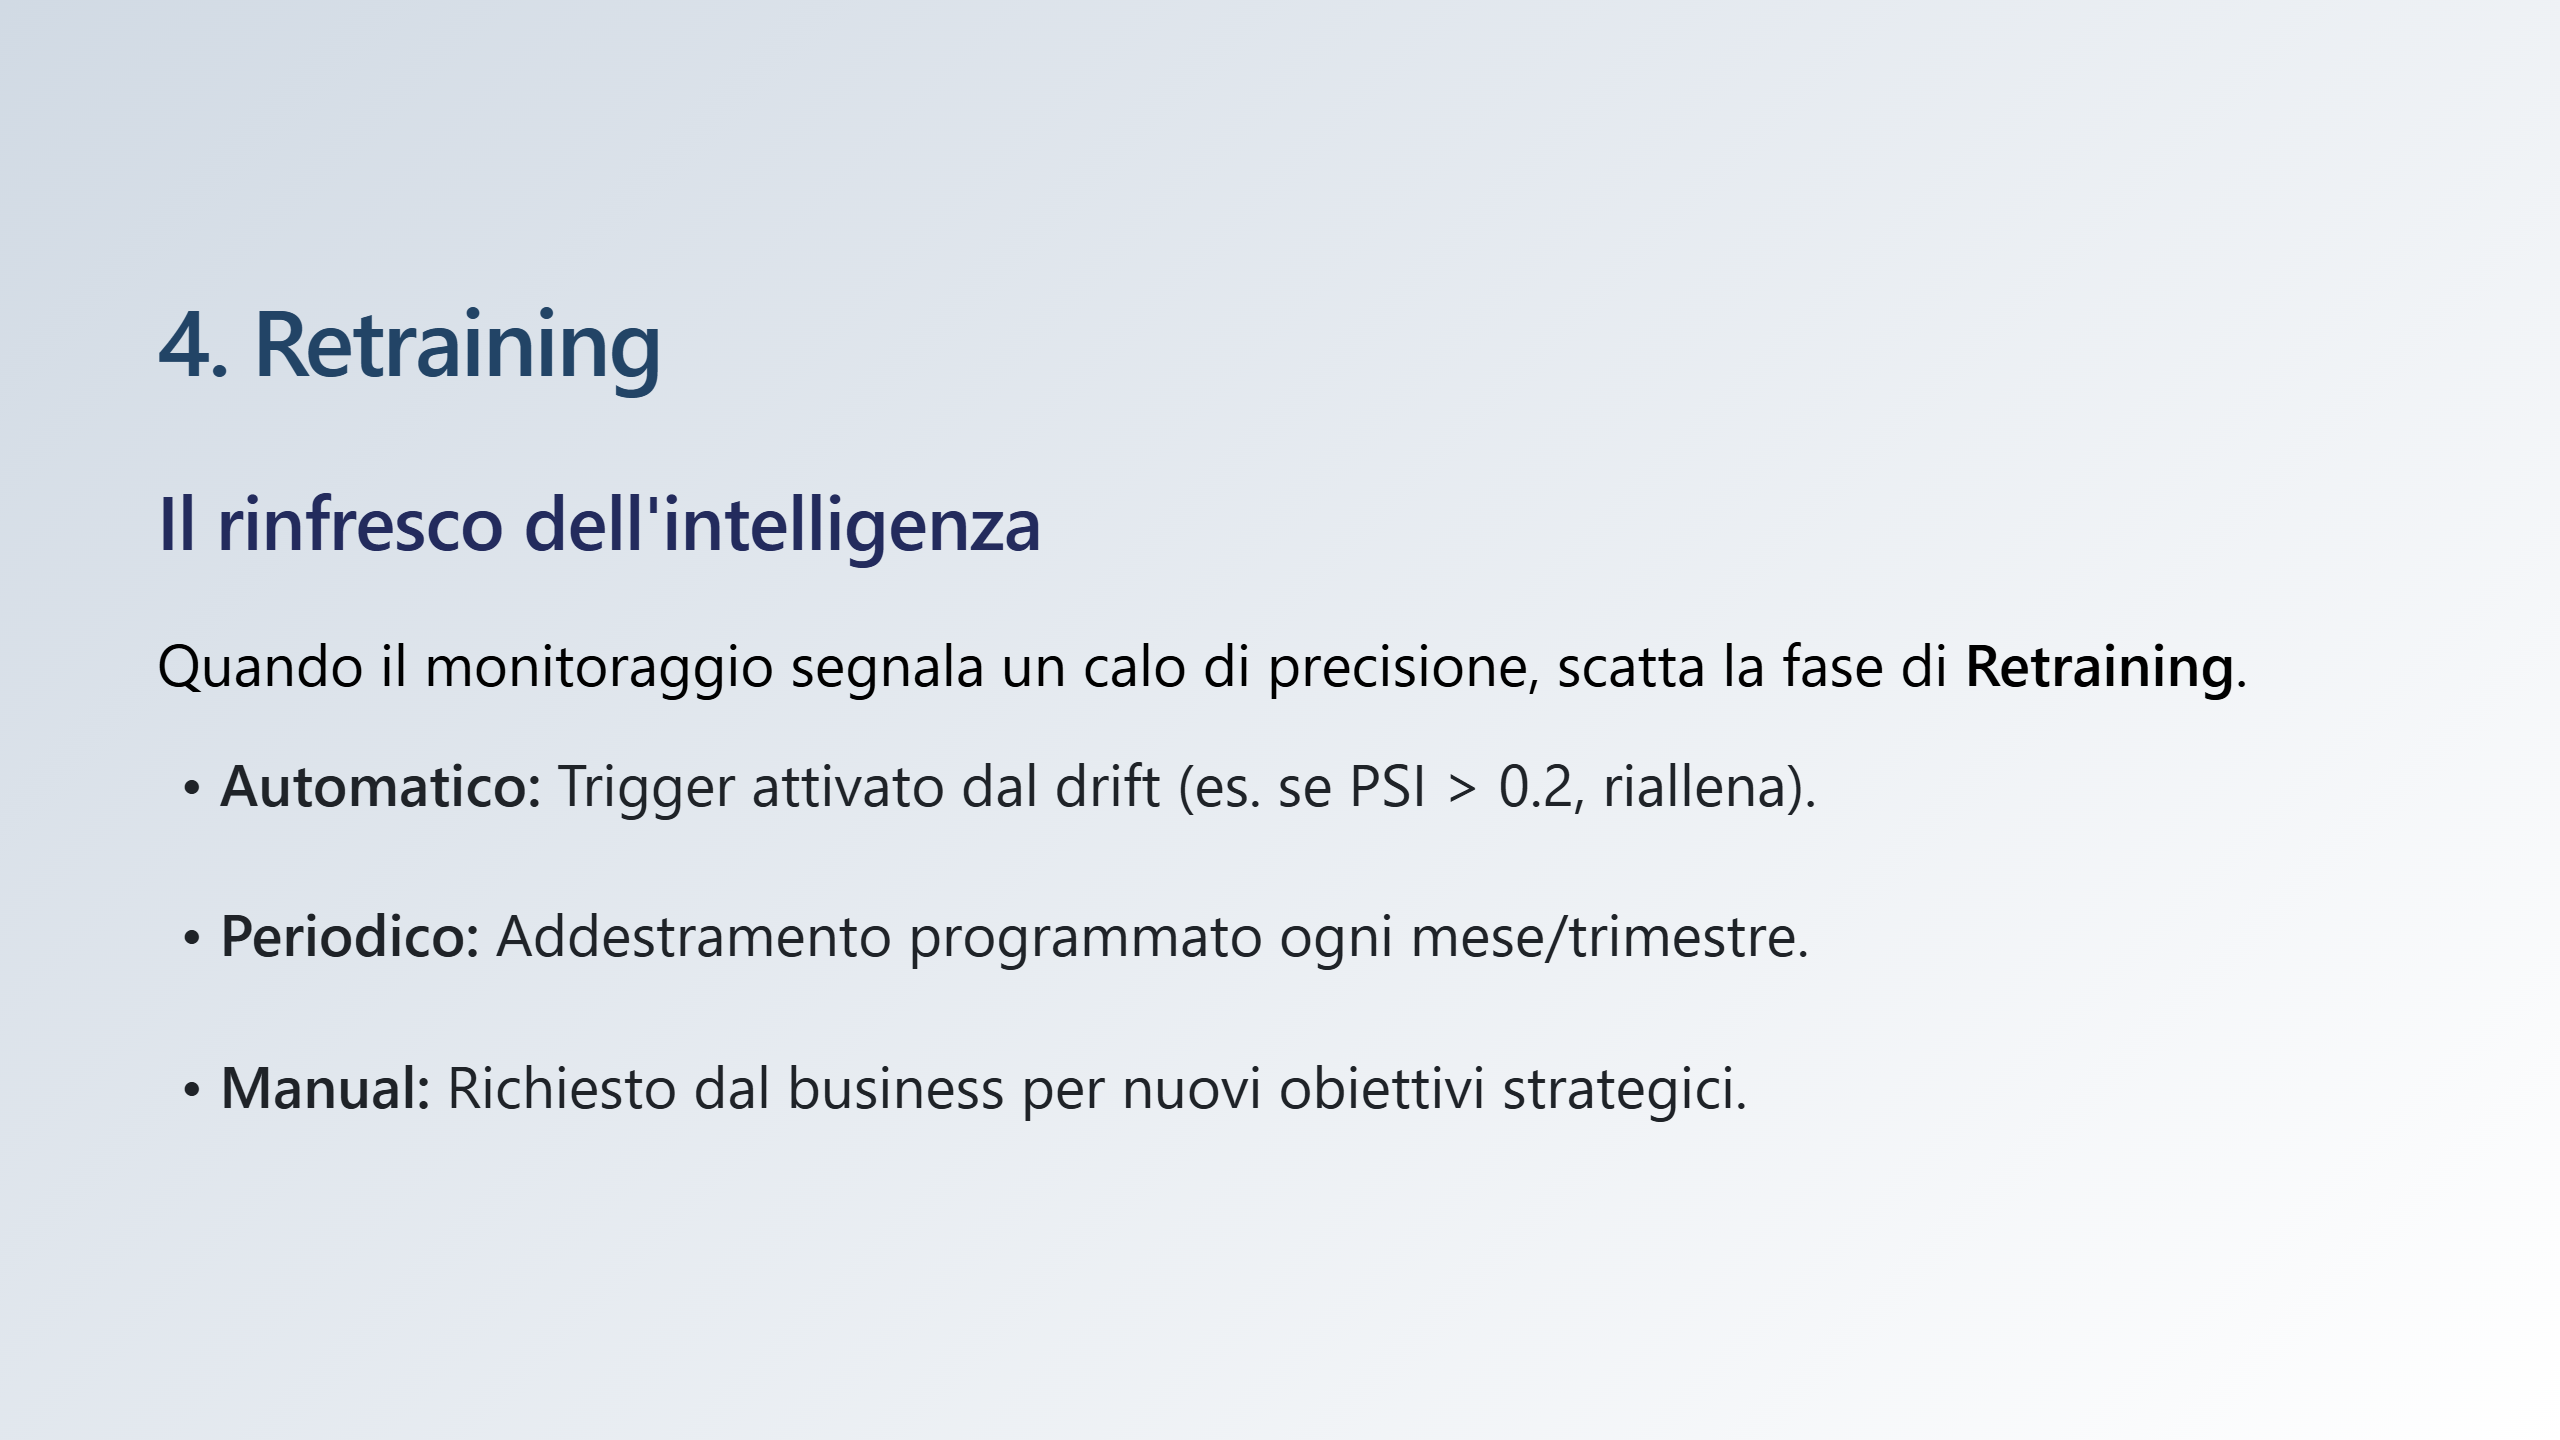 4. Retraining
Il rinfresco dell'intelligenza
Quando il monitoraggio segnala un calo di precisione, scatta la fase di Retraining.
• Automatico: Trigger attivato dal drift (es. se PSI > 0.2, riallena).
• Periodico: Addestramento programmato ogni mese/trimestre.
• Manual: Richiesto dal business per nuovi obiettivi strategici.